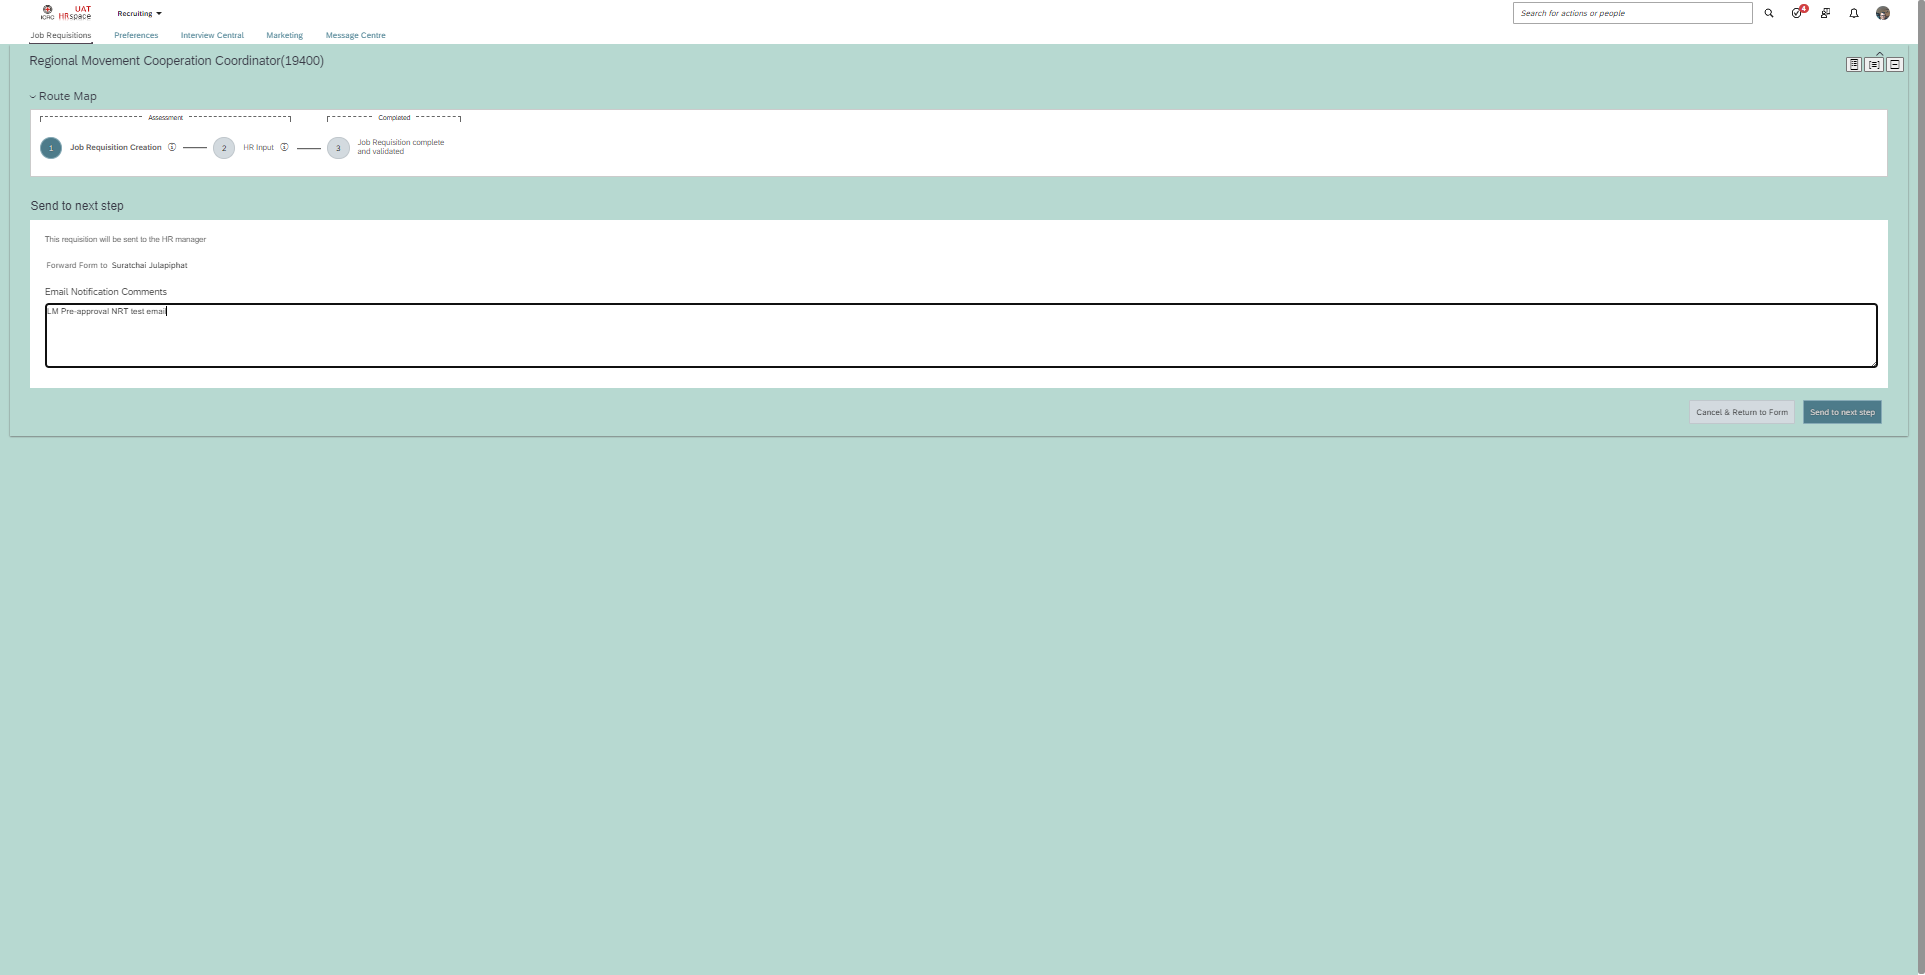 UAT
ICRC HRspace
Recruiting
Search for actions or people
4
Job Requisitions
Preferences
Interview Central
Marketing
Message Centre
Regional Movement Cooperation Coordinator(19400)
Route Map
Assessment
Completed
1
Job Requisition Creation
2
HR Input
3
Job Requisition complete
and validated
Send to next step
This requisition will be sent to the HR manager
Forward Form to Suratchai Julapiphat
Email Notification Comments
LM Pre-approval NRT test email
Cancel & Return to Form
Send to next step